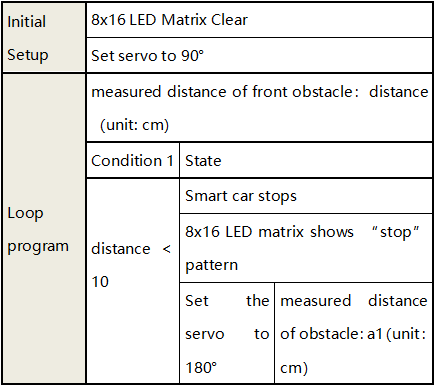 Initial
Setup
8x16 LED Matrix Clear
Set servo to 90°
Loop
program
measured distance of front obstacle：distance
（unit: cm）
Condition 1
State
distance <
10
Smart car stops
8x16 LED matrix shows “stop”
pattern
Set the
servo to
180°
measured distance
of obstacle: a1（unit：
cm）